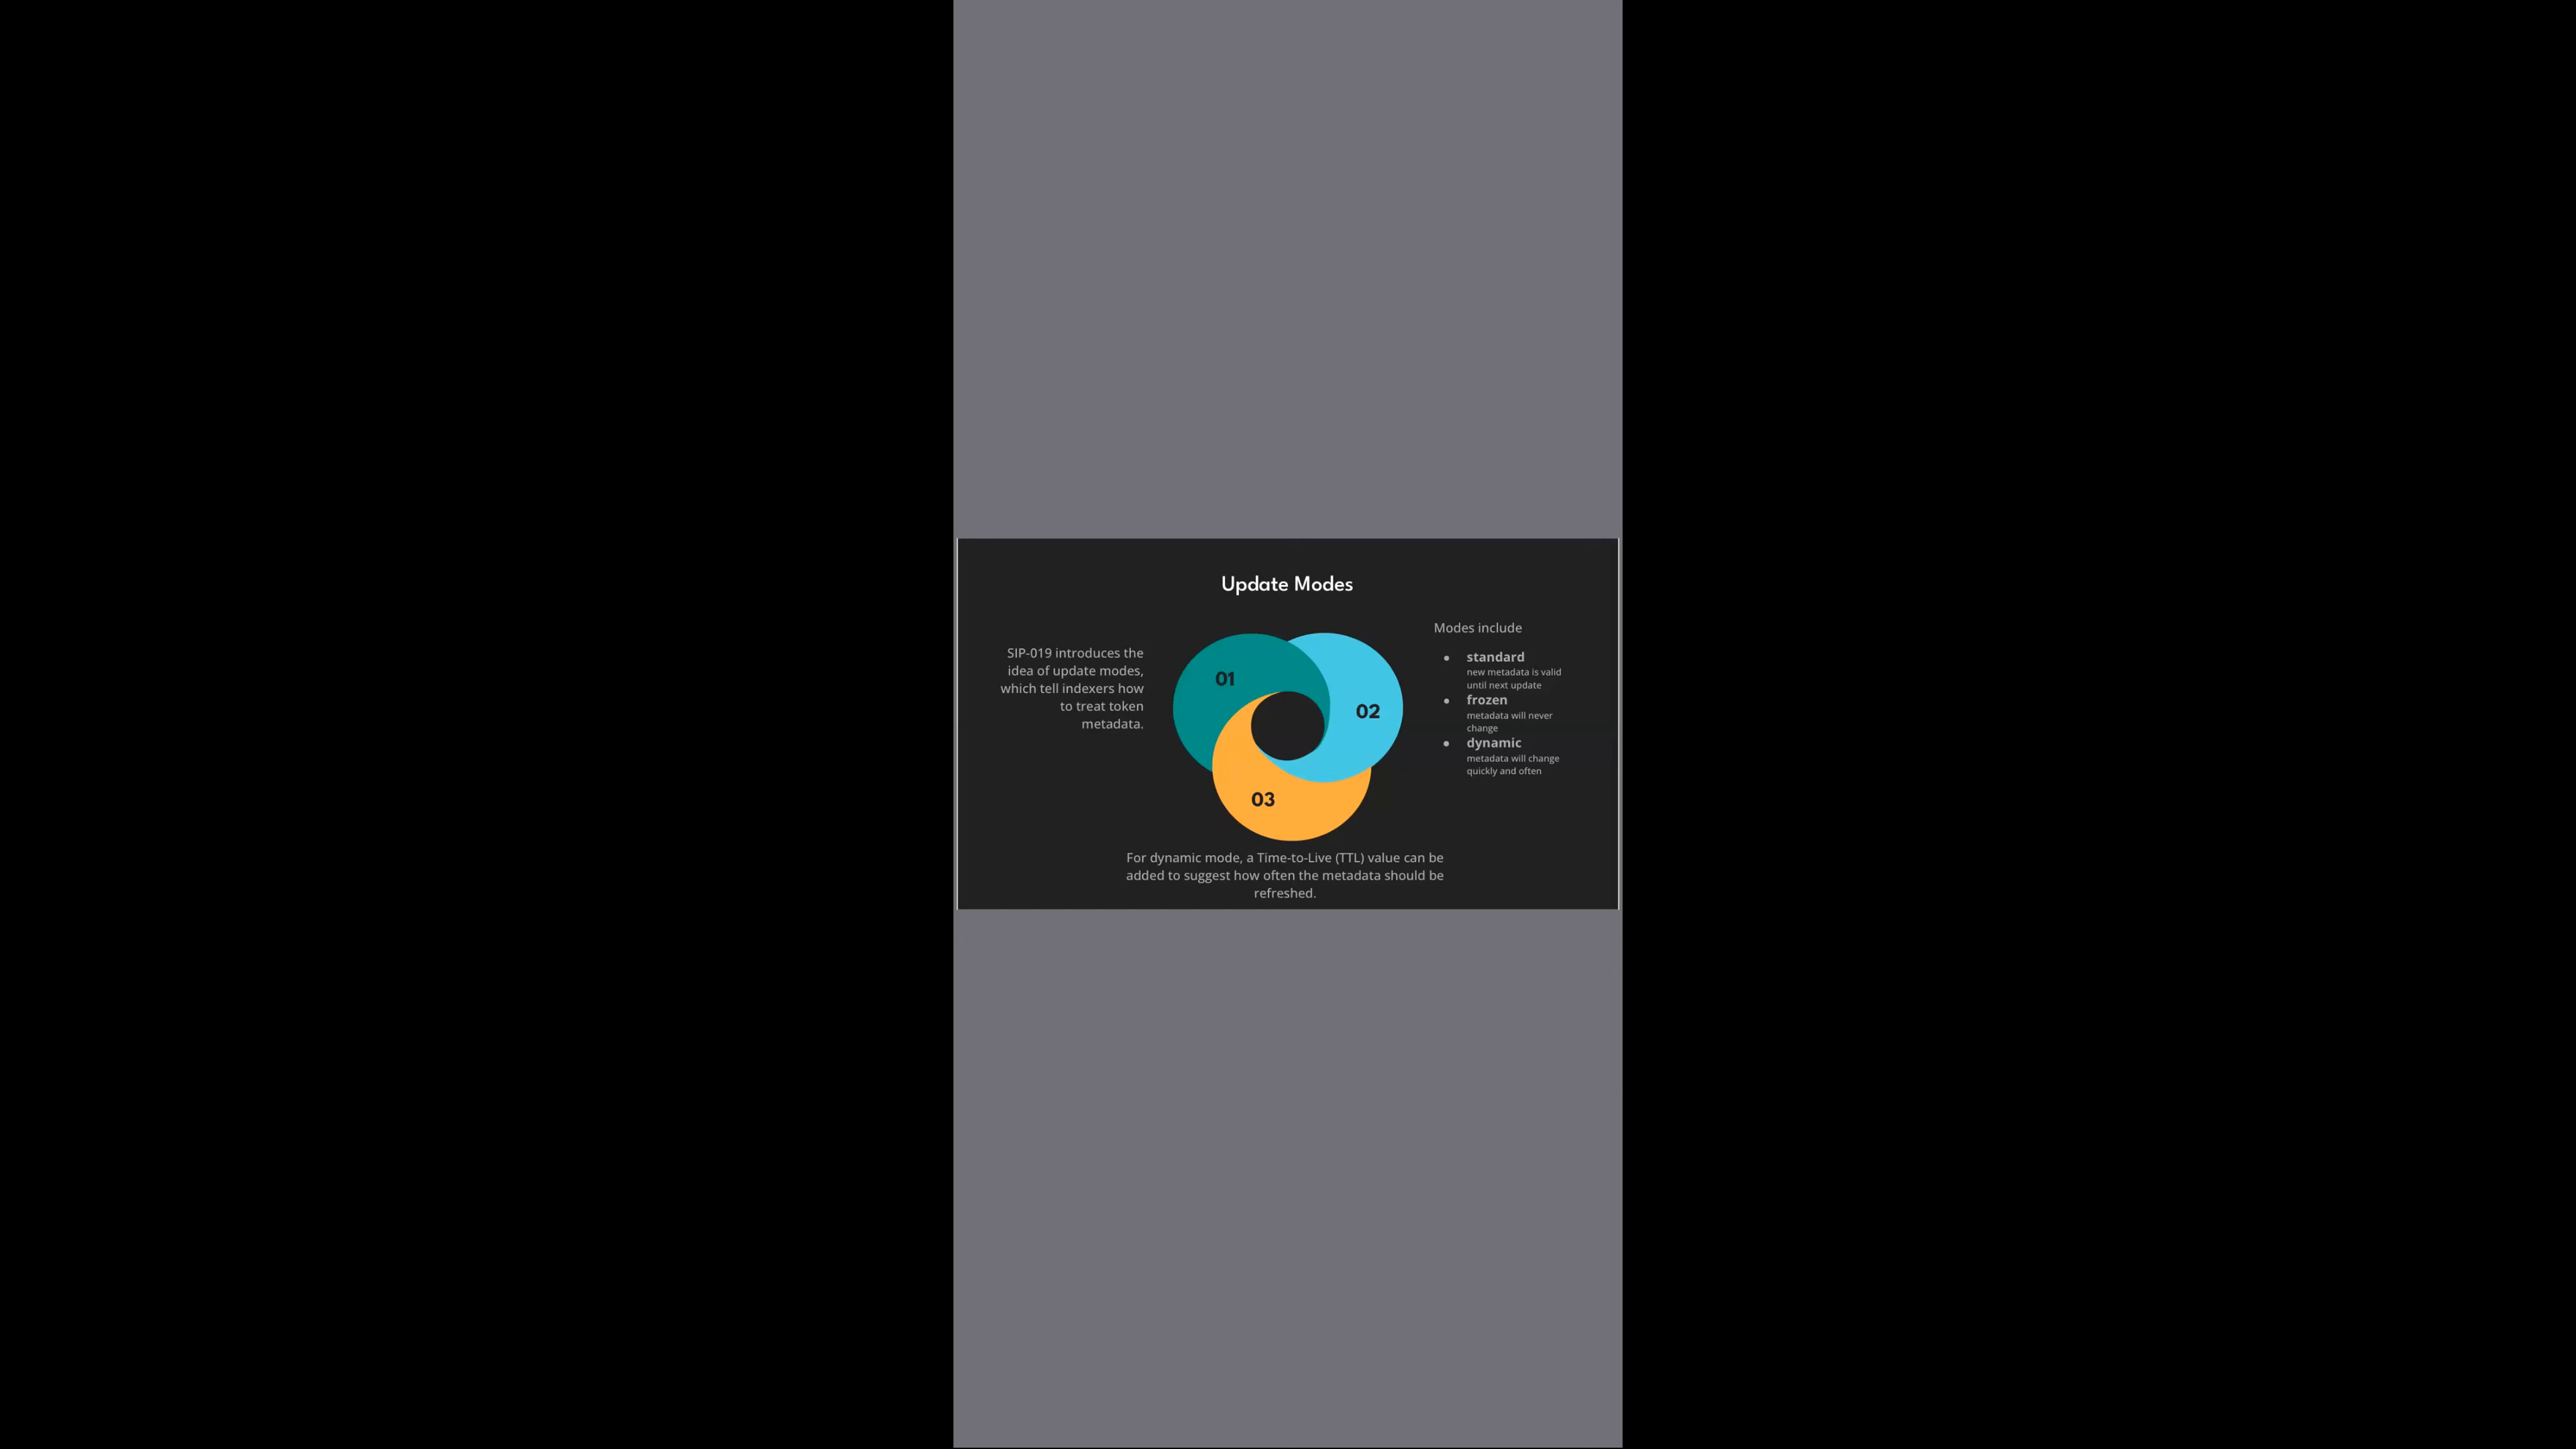 Update Modes
SIP-019 introduces the
idea of update modes,
which tell indexers how
to treat token
metadata.
01
02
03
Modes include
● standard
new metadata is valid
until next update
● frozen
metadata will never
change
● dynamic
metadata will change
quickly and often
For dynamic mode, a Time-to-Live (TTL) value can be
added to suggest how often the metadata should be
refreshed.